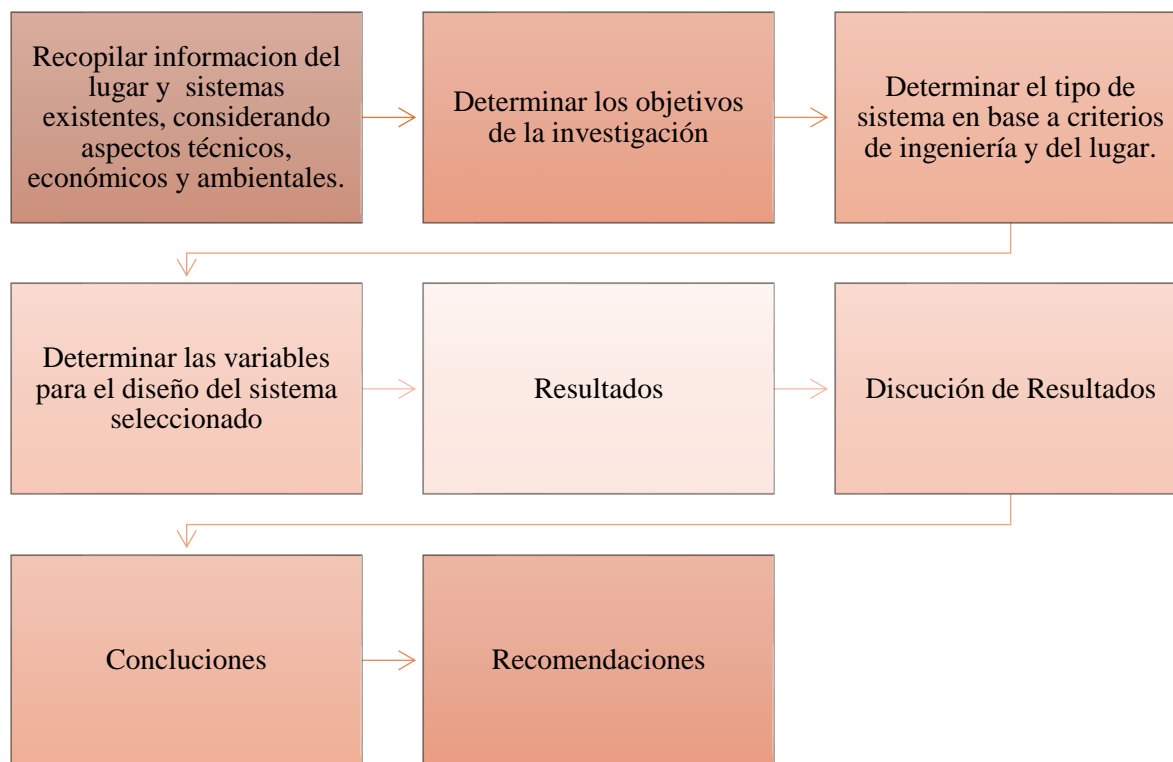 Recopilar informacion del
lugar y sistemas
existentes, considerando
aspectos técnicos,
económicos y ambientales.
Determinar los objetivos
de la investigación
Determinar el tipo de
sistema en base a criterios
de ingeniería y del lugar.
Determinar las variables
para el diseño del sistema
seleccionado
Resultados
Discución de Resultados
Concluciones
Recomendaciones